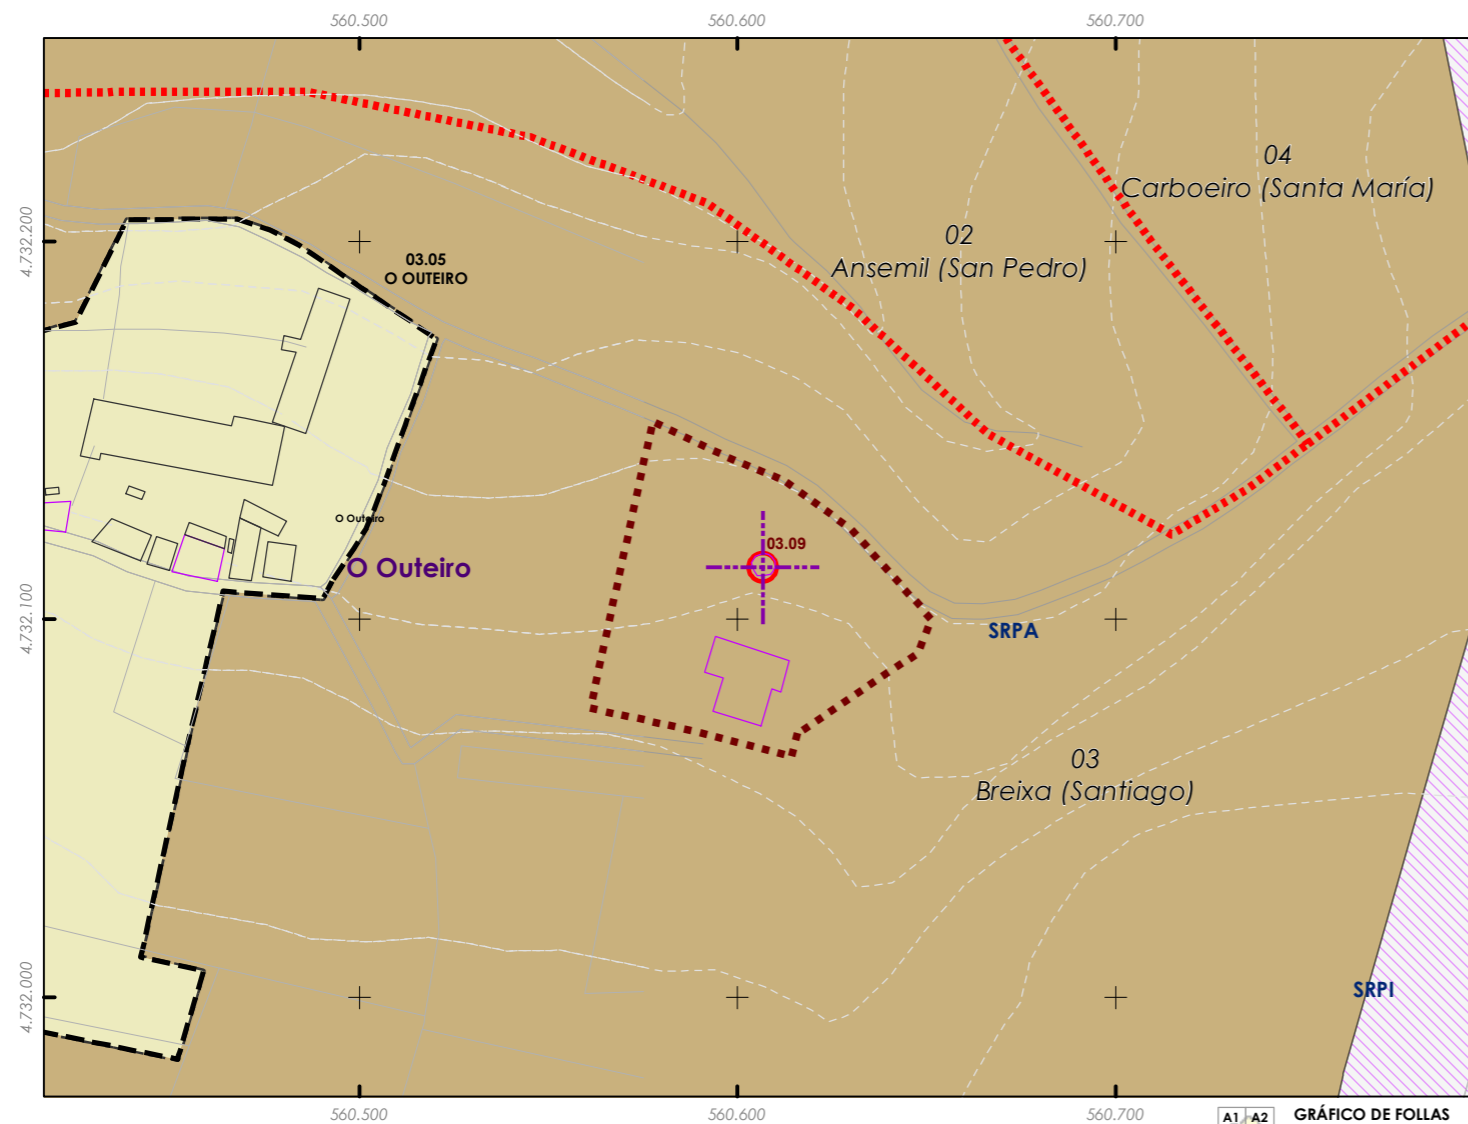 560.500
560.600
560.700
04
Carboeiro (Santa María)
4.732.200
02
Ansemil (San Pedro)
03.05
O OUTEIRO
O Outeiro
03.09
O Outeiro
4.732.100
SRPA
03
Breixa (Santiago)
4.732.000
SRPI
560.500
560.600
560.700
A1 A2
GRÁFICO DE FOLLAS